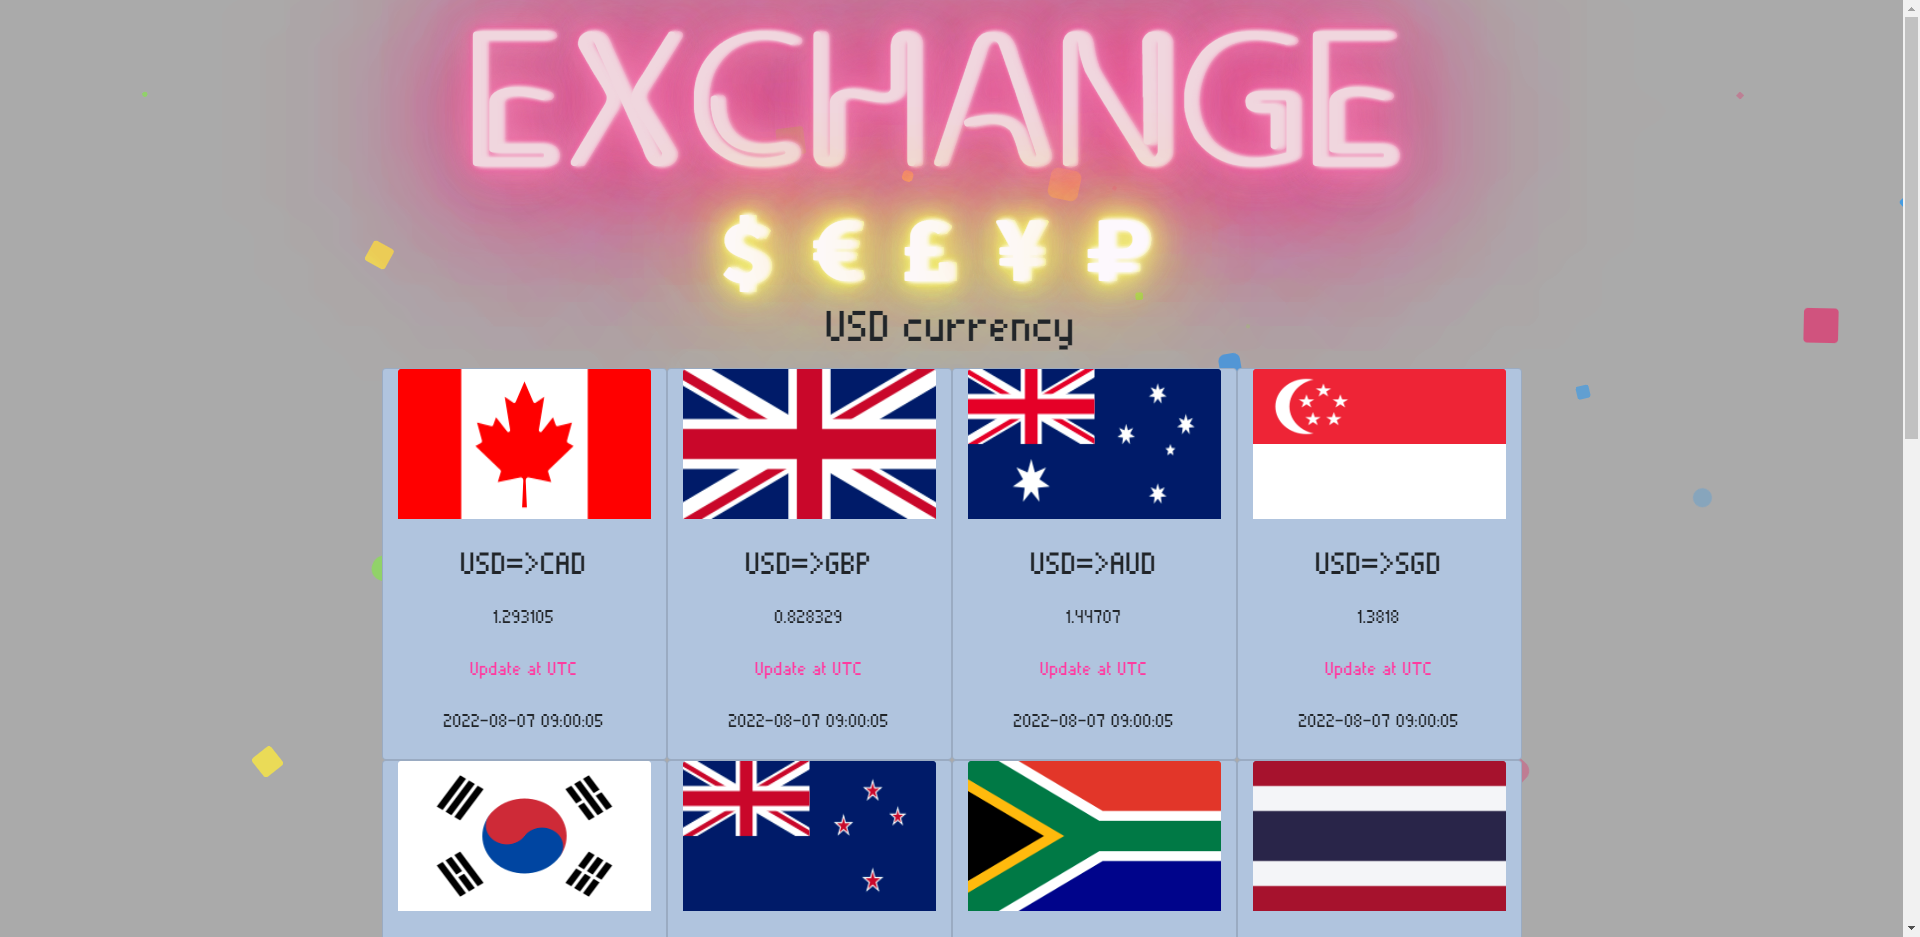 EXCHANGE
$ € £ ¥ ₽
USD currency
USD=>CAD
1.293105
Update at UTC
2022-08-07 09:00:05
USD=>GBP
0.828329
Update at UTC
2022-08-07 09:00:05
USD=>AUD
1.44707
Update at UTC
2022-08-07 09:00:05
USD=>SGD
1.3818
Update at UTC
2022-08-07 09:00:05